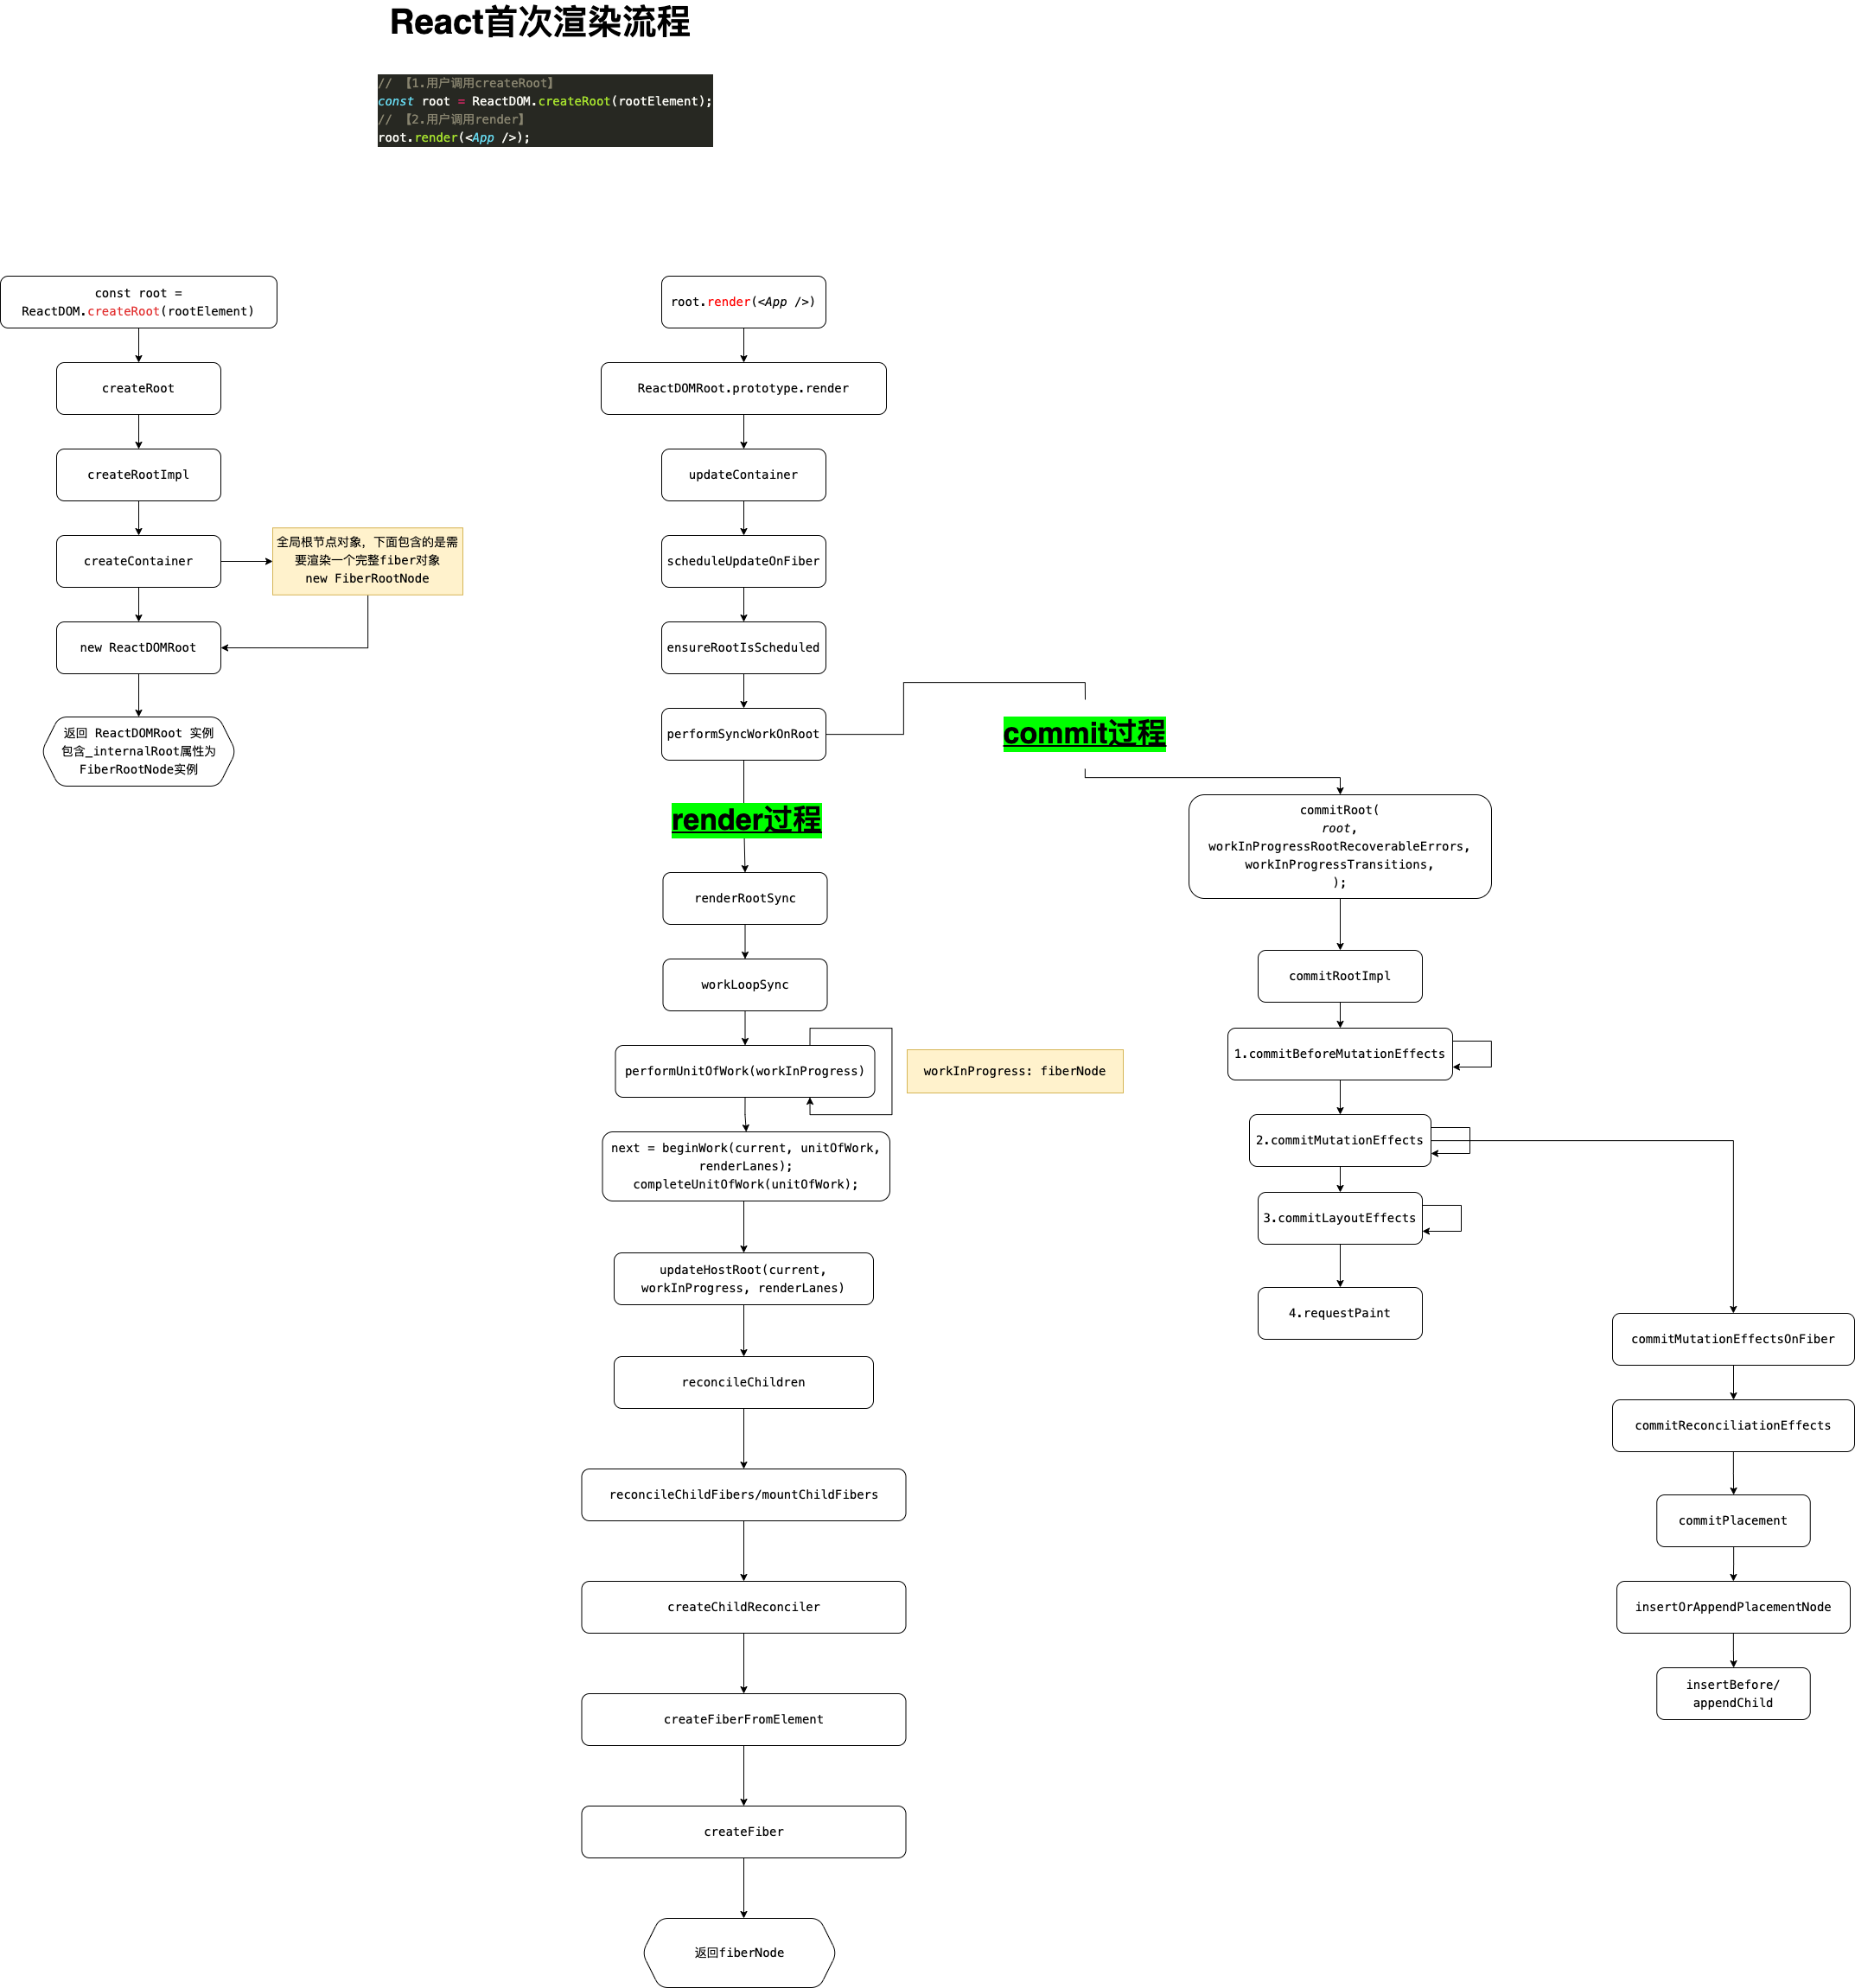 React首次渲染流程
// 【1.用户调用createRoot】
const root = ReactDOM.createRoot(rootElement);
// 【2.用户调用render】
root.render(<App />);
const root =
ReactDOM.createRoot(rootElement)
createRoot
createRootImpl
createContainer
全局根节点对象，下面包含的是需
要渲染一个完整fiber对象
new FiberRootNode
new ReactDOMRoot
返回 ReactDOMRoot 实例
包含_internalRoot属性为
FiberRootNode实例
root.render(<App />)
ReactDOMRoot.prototype.render
updateContainer
scheduleUpdateOnFiber
ensureRootIsScheduled
performSyncWorkOnRoot
render过程
renderRootSync
workLoopSync
performUnitOfWork(workInProgress)
workInProgress: fiberNode
next = beginWork(current, unitOfWork,
renderLanes);
completeUnitOfWork(unitOfWork);
updateHostRoot(current,
workInProgress, renderLanes)
reconcileChildren
reconcileChildFibers/mountChildFibers
createChildReconciler
createFiberFromElement
createFiber
返回fiberNode
commit过程
commitRoot(
root,
workInProgressRootRecoverableErrors,
workInProgressTransitions,
);
commitRootImpl
1.commitBeforeMutationEffects
2.commitMutationEffects
3.commitLayoutEffects
4.requestPaint
commitMutationEffectsOnFiber
commitReconciliationEffects
commitPlacement
insertOrAppendPlacementNode
insertBefore/
appendChild